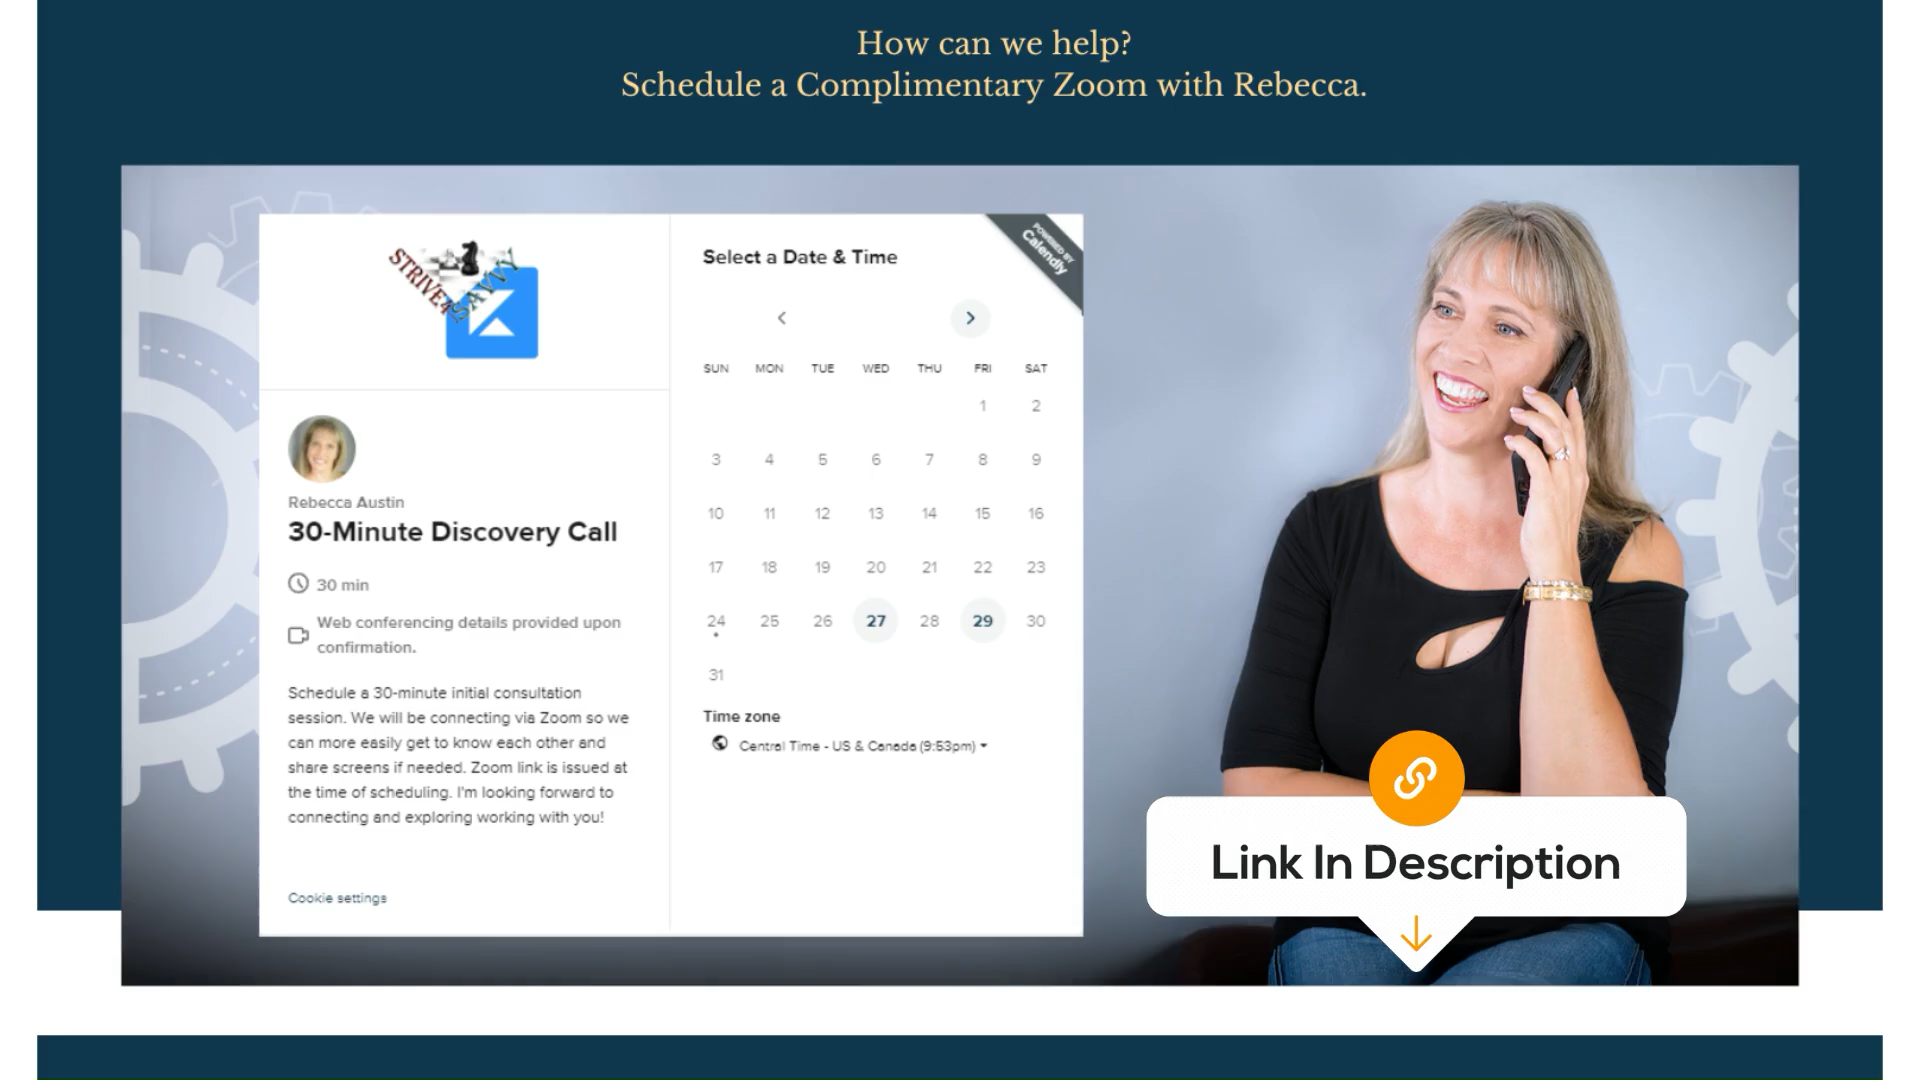 How can we help?
Schedule a Complimentary Zoom with Rebecca.
STRIVE4
SAVVY
Rebecca Austin
30-Minute Discovery Call
30 min
Web conferencing details provided upon
confirmation.
Schedule a 30-minute initial consultation
session. We will be connecting via Zoom so we
can more easily get to know each other and
share screens if needed. Zoom link is issued at
the time of scheduling. I'm looking forward to
connecting and exploring working with you!
Cookie settings
Select a Date & Time
POWERED BY
Calendly
SUN MON TUE WED THU FRI SAT
1 2
3 4 5 6 7 8 9
10 11 12 13 14 15 16
17 18 19 20 21 22 23
24 25 26 27 28 29 30
31
Time zone
Central Time - US & Canada (9:53pm)
Link In Description